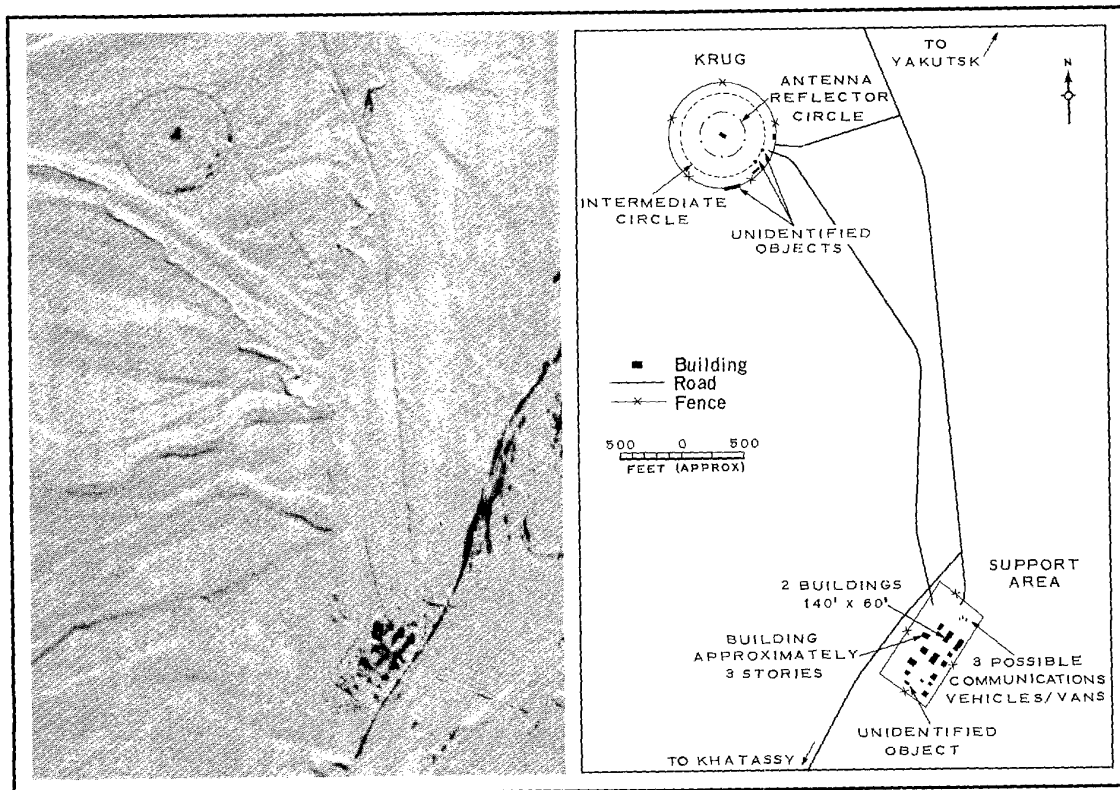 TO
YAKUTSK
N
KRUG
ANTENNA
REFLECTOR
CIRCLE
INTERMEDIATE
CIRCLE
UNIDENTIFIED
OBJECTS
Building
Road
Fence
500 0 500
FEET (APPROX)
SUPPORT
AREA
2 BUILDINGS
140' X 60'
BUILDING
APPROXIMATELY
3 STORIES
3 POSSIBLE
COMMUNICATIONS
VEHICLES/VANS
UNIDENTIFIED
OBJECT
TO KHATASSY